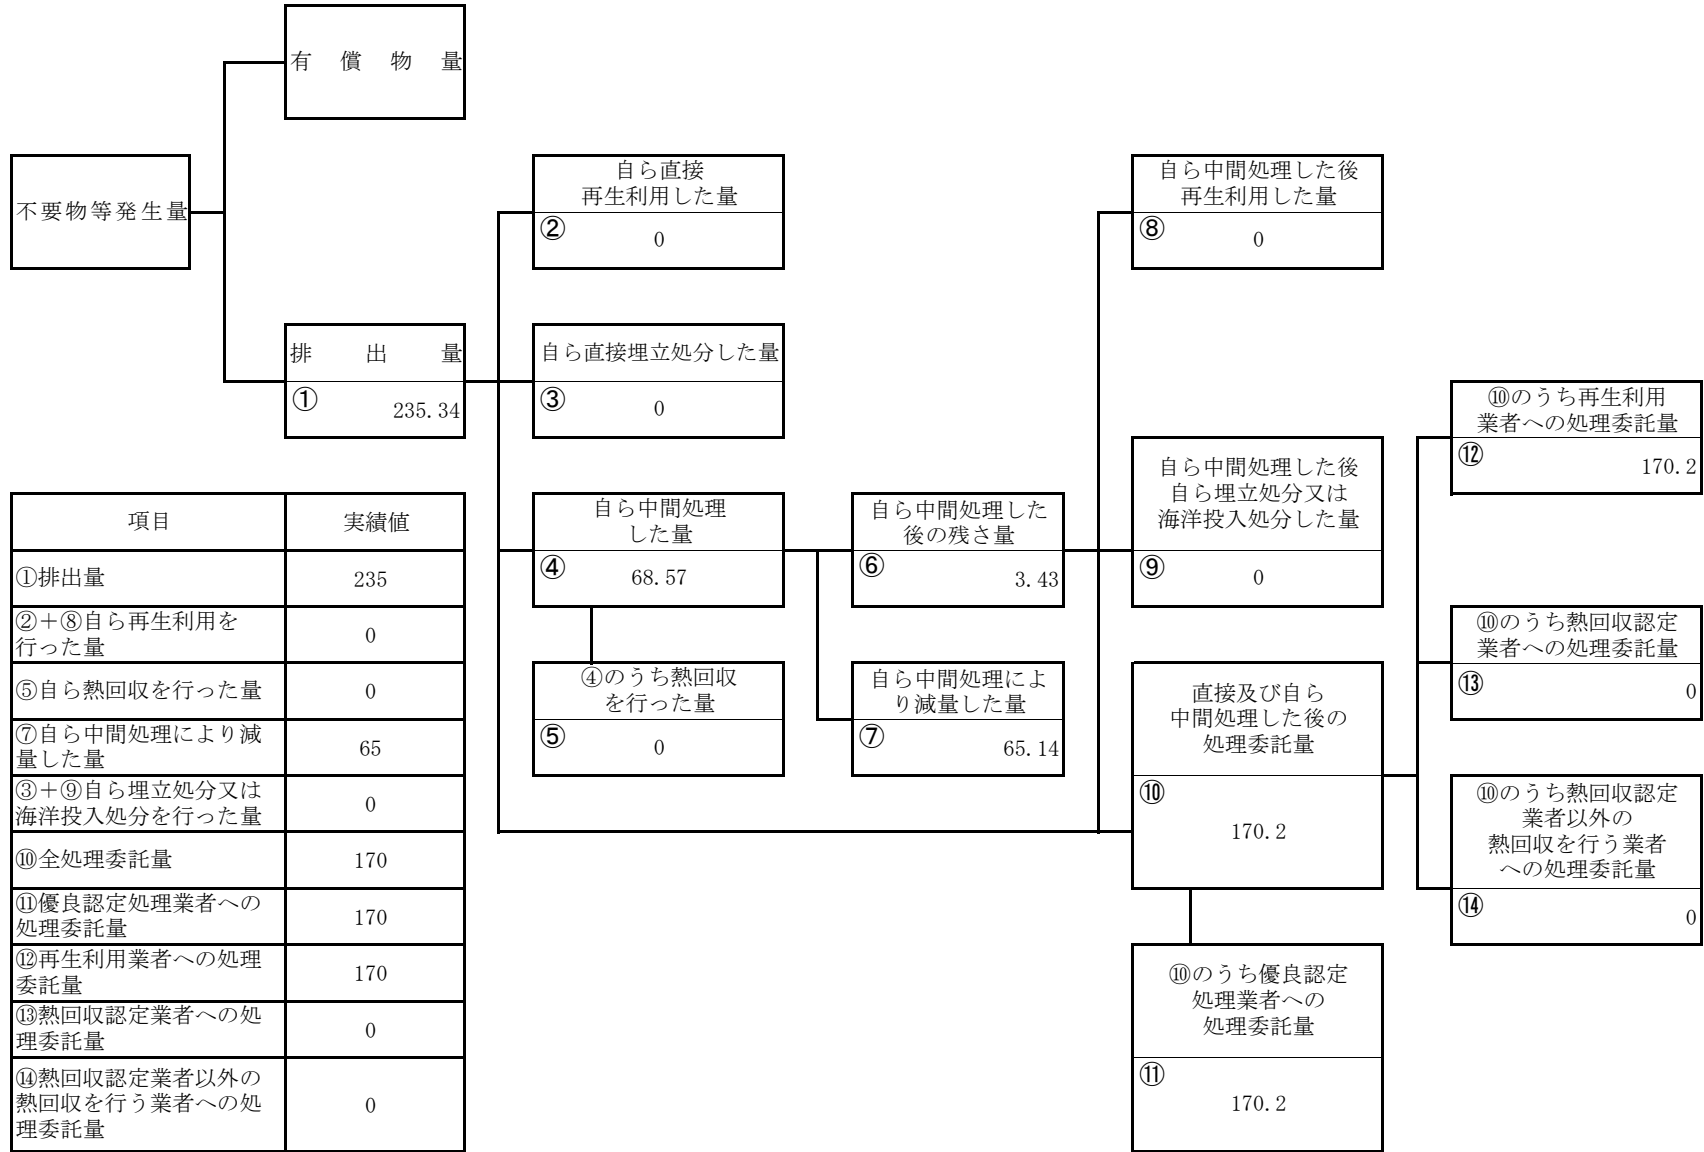 有償物量
不要物等発生量
排出量
①
235.34
自ら直接
再生利用した量
②
0
自ら直接埋立処分した量
③
0
自ら中間処理
した量
④
68.57
④のうち熱回収
を行った量
⑤
0
自ら中間処理した
後の残さ量
⑥
3.43
自ら中間処理によ
り減量した量
⑦
65.14
自ら中間処理した後
再生利用した量
⑧
0
自ら中間処理した後
自ら埋立処分又は
海洋投入処分した量
⑨
0
直接及び自ら
中間処理した後の
処理委託量
⑩
170.2
⑩のうち優良認定
処理業者への
処理委託量
⑪
170.2
⑩のうち再生利用
業者への処理委託量
⑫
170.2
⑩のうち熱回収認定
業者への処理委託量
⑬
0
⑩のうち熱回収認定
業者以外の
熱回収を行う業者
への処理委託量
⑭
0
項目 実績値
①排出量 235
②＋⑧自ら再生利用を
行った量 0
⑤自ら熱回収を行った量 0
⑦自ら中間処理により減
量した量 65
③＋⑨自ら埋立処分又は
海洋投入処分を行った量 0
⑩全処理委託量 170
⑪優良認定処理業者への
処理委託量 170
⑫再生利用業者への処理
委託量 170
⑬熱回収認定業者への処
理委託量 0
⑭熱回収認定業者以外の
熱回収を行う業者への処
理委託量 0